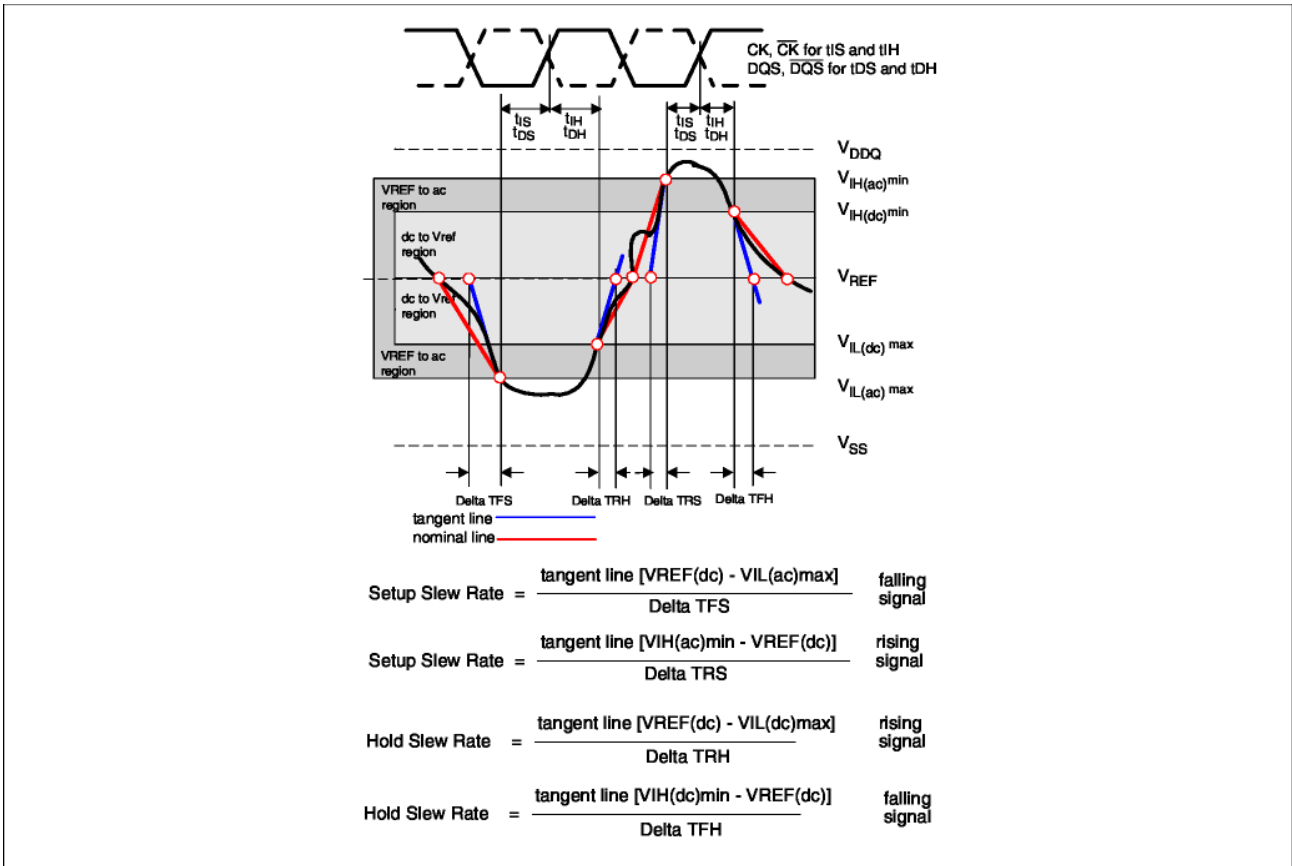 CK, CK for tIS and tIH
DQS, DQS for tDS and tDH
tIS tIH tIS tIH
tDS tDH tDS tDH
VDDQ
VREF to ac
region
VIH(ac)min
VIH(dc)min
dc to Vref
region
VREF
dc to Vref
region
VIL(dc)max
VREF to ac
region
VIL(ac)max
VSS
Delta TFS Delta TRH Delta TRS Delta TFH
tangent line
nominal line
Setup Slew Rate = tangent line [VREF(dc) - VIL(ac)max] falling
Delta TFS signal
Setup Slew Rate = tangent line [VIH(ac)min - VREF(dc)] rising
Delta TRS signal
Hold Slew Rate = tangent line [VREF(dc) - VIL(dc)max] rising
Delta TRH signal
Hold Slew Rate = tangent line [VIH(dc)min - VREF(dc)] falling
Delta TFH signal